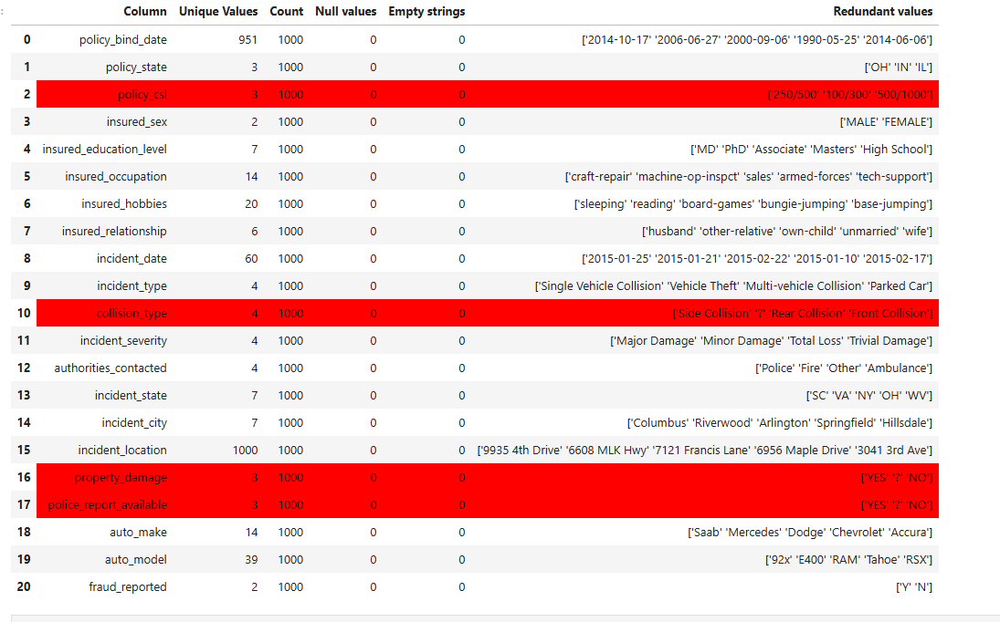 Column Unique Values Count Null values Empty strings Redundant values
0 policy_bind_date 951 1000 0 0 ['2014-10-17' '2006-06-27' '2000-09-06' '1990-05-25' '2014-06-06']
1 policy_state 3 1000 0 0 ['OH' 'IN' 'IL']
2 policy_csl 3 1000 0 0 ['250/500' '100/300' '500/1000']
3 insured_sex 2 1000 0 0 ['MALE' 'FEMALE']
4 insured_education_level 7 1000 0 0 ['MD' 'PhD' 'Associate' 'Masters' 'High School']
5 insured_occupation 14 1000 0 0 ['craft-repair' 'machine-op-inspct' 'sales' 'armed-forces' 'tech-support']
6 insured_hobbies 20 1000 0 0 ['sleeping' 'reading' 'board-games' 'bungie-jumping' 'base-jumping']
7 insured_relationship 6 1000 0 0 ['husband' 'other-relative' 'own-child' 'unmarried' 'wife']
8 incident_date 60 1000 0 0 ['2015-01-25' '2015-01-21' '2015-02-22' '2015-01-10' '2015-02-17']
9 incident_type 4 1000 0 0 ['Single Vehicle Collision' 'Vehicle Theft' 'Multi-vehicle Collision' 'Parked Car']
10 collision_type 4 1000 0 0 ['Side Collision' '?' 'Rear Collision' 'Front Collision']
11 incident_severity 4 1000 0 0 ['Major Damage' 'Minor Damage' 'Total Loss' 'Trivial Damage']
12 authorities_contacted 4 1000 0 0 ['Police' 'Fire' 'Other' 'Ambulance']
13 incident_state 7 1000 0 0 ['SC' 'VA' 'NY' 'OH' 'WV']
14 incident_city 7 1000 0 0 ['Columbus' 'Riverwood' 'Arlington' 'Springfield' 'Hillsdale']
15 incident_location 1000 1000 0 0 ['9935 4th Drive' '6608 MLK Hwy' '7121 Francis Lane' '6956 Maple Drive' '3041 3rd Ave']
16 property_damage 3 1000 0 0 ['YES' '?' 'NO']
17 police_report_available 3 1000 0 0 ['YES' '?' 'NO']
18 auto_make 14 1000 0 0 ['Saab' 'Mercedes' 'Dodge' 'Chevrolet' 'Accura']
19 auto_model 39 1000 0 0 ['92x' 'E400' 'RAM' 'Tahoe' 'RSX']
20 fraud_reported 2 1000 0 0 ['Y' 'N']